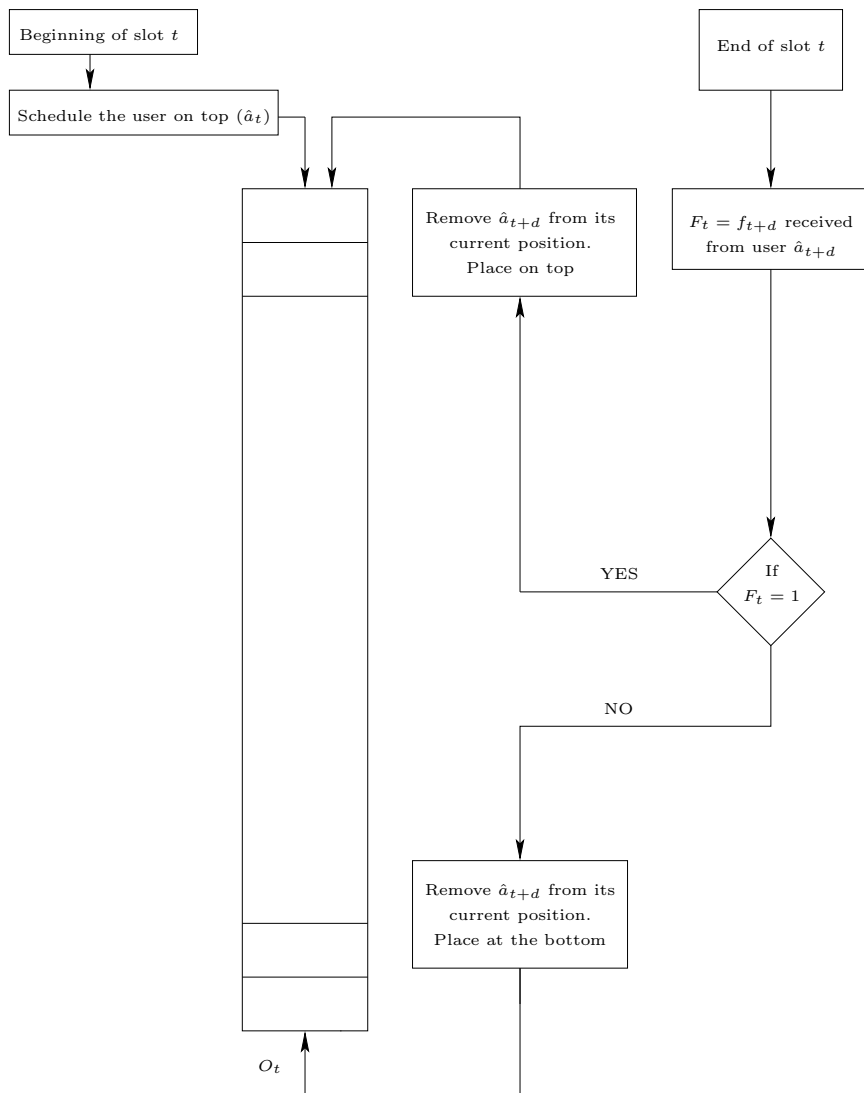 Beginning of slot t
End of slot t
Schedule the user on top (â_t)
Remove â_{t+d} from its
current position.
Place on top
F_t = f_{t+d} received
from user â_{t+d}
If
F_t = 1
YES
NO
Remove â_{t+d} from its
current position.
Place at the bottom
O_t